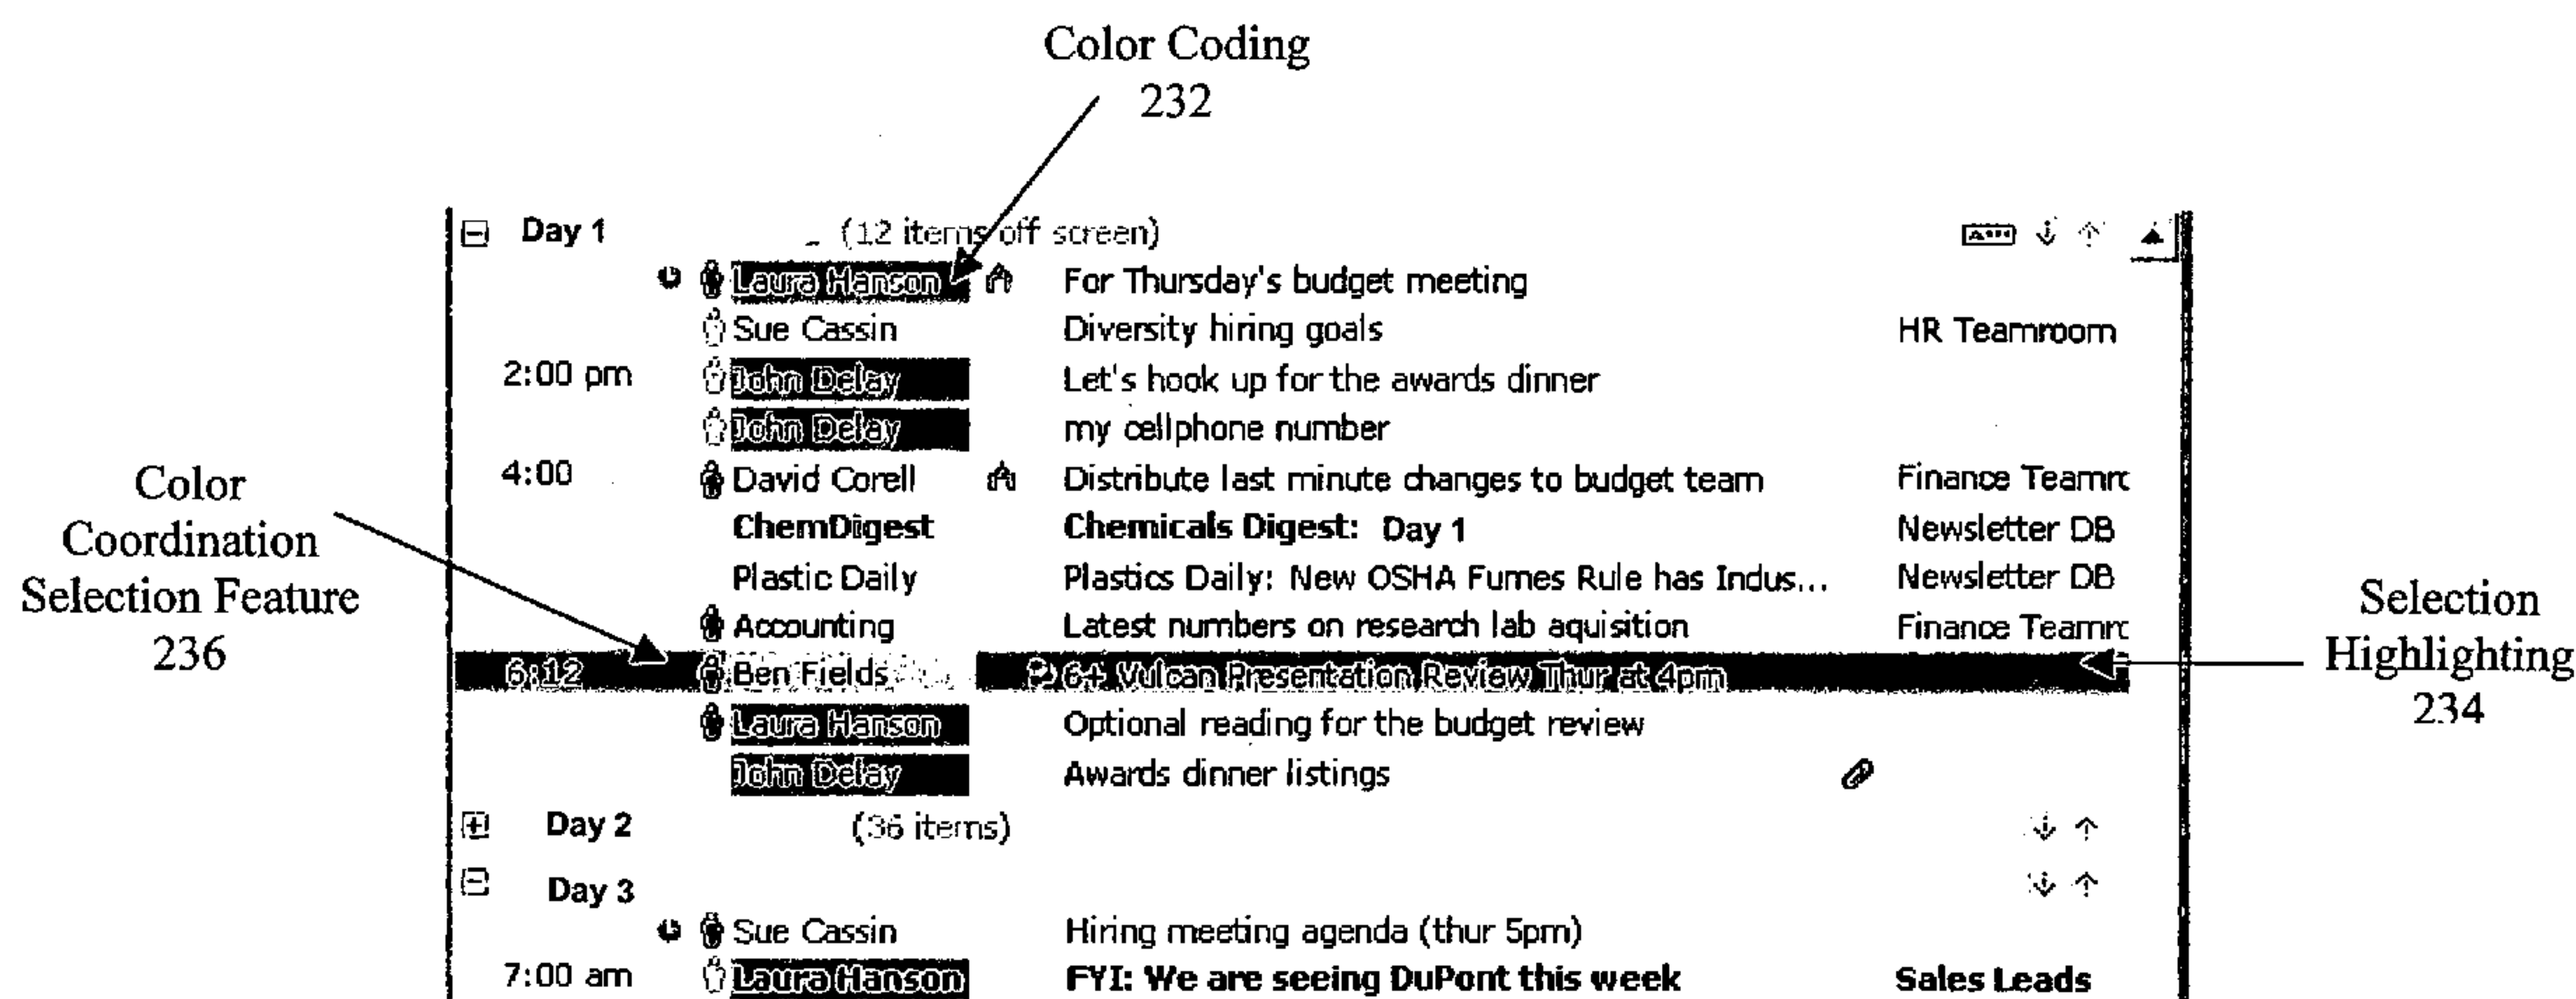 Color Coding
232
Day 1 (12 items off screen)
Laura Hanson For Thursday's budget meeting
Sue Cassin Diversity hiring goals HR Teamroom
2:00 pm John Delay Let's hook up for the awards dinner
John Delay my cellphone number
4:00 David Corell Distribute last minute changes to budget team Finance Teamrc
ChemDigest Chemicals Digest: Day 1 Newsletter DB
Plastic Daily Plastics Daily: New OSHA Fumes Rule has Indus... Newsletter DB
Accounting Latest numbers on research lab aquisition Finance Teamrc
6:12 Ben Fields 6+ Vulcan Presentation Review Thur at 4pm
Laura Hanson Optional reading for the budget review
John Delay Awards dinner listings
Day 2 (36 items)
Day 3
Sue Cassin Hiring meeting agenda (thur 5pm)
7:00 am Laura Hanson FYI: We are seeing DuPont this week Sales Leads
Color
Coordination
Selection Feature
236
Selection
Highlighting
234